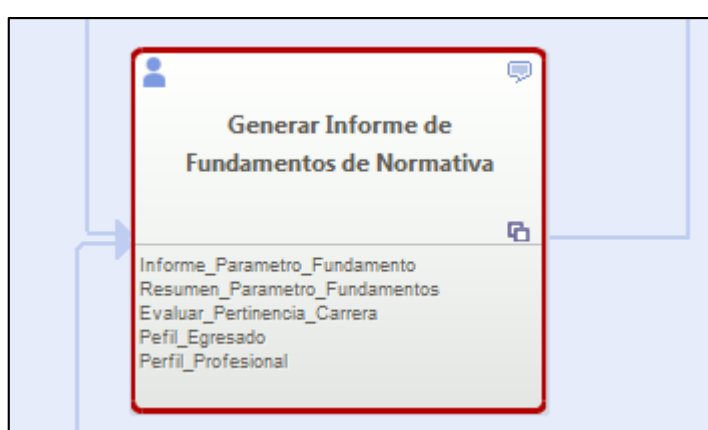 Generar Informe de
Fundamentos de Normativa
Informe_Parametro_Fundamento
Resumen_Parametro_Fundamentos
Evaluar_Pertinencia_Carrera
Pefil_Egresado
Perfil_Profesional